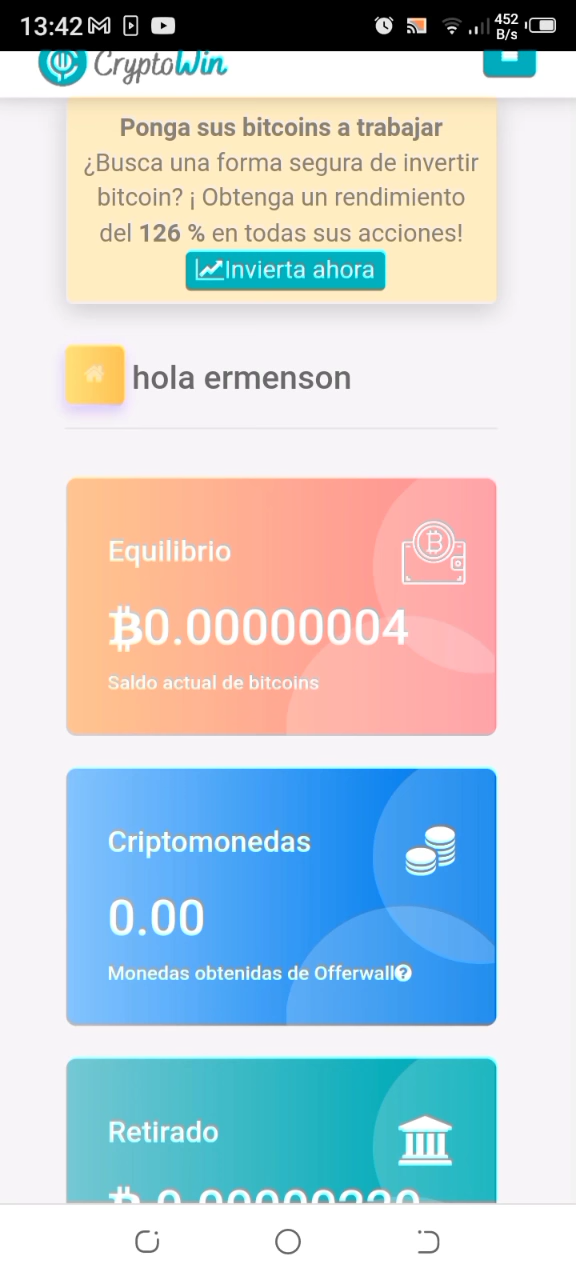 13:42
452
B/s
CryptoWin
Ponga sus bitcoins a trabajar
¿Busca una forma segura de invertir
bitcoin? ¡ Obtenga un rendimiento
del 126 % en todas sus acciones!
Invierta ahora
hola ermenson
Equilibrio
₿0.00000004
Saldo actual de bitcoins
Criptomonedas
0.00
Monedas obtenidas de Offerwall
Retirado